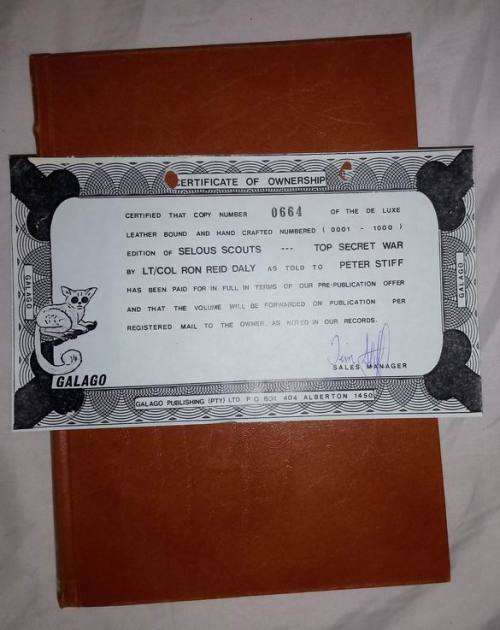 CERTIFICATE OF OWNERSHIP
CERTIFIED THAT COPY NUMBER 0664 OF THE DE LUXE
LEATHER BOUND AND HAND CRAFTED NUMBERED ( 0001 - 1000 )
EDITION OF SELOUS SCOUTS --- TOP SECRET WAR
BY LT/COL RON REID DALY AS TOLD TO PETER STIFF
HAS BEEN PAID FOR IN FULL IN TERMS OF OUR PRE-PUBLICATION OFFER
AND THAT THE VOLUME WILL BE FORWARDED ON PUBLICATION PER
REGISTERED MAIL TO THE OWNER AS NOTED IN OUR RECORDS.
SALES MANAGER
GALAGO
GALAGO
GALAGO
GALAGO PUBLISHING (PTY) LTD P O BOX 404 ALBERTON 1450